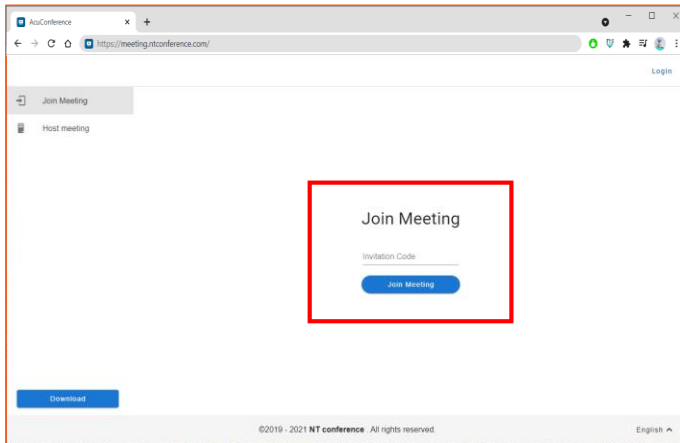 AcuConference
https://meeting.ntconference.com/
Login
Join Meeting
Host meeting
Join Meeting
Invitation Code
Join Meeting
Download
©2019 - 2021 NT conference . All rights reserved.
English